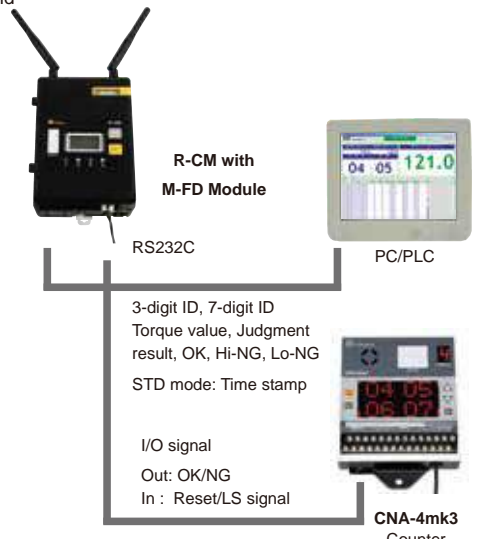 R-CM with
M-FD Module
04 05
121.0
RS232C
PC/PLC
3-digit ID, 7-digit ID
Torque value, Judgment
result, OK, Hi-NG, Lo-NG
STD mode: Time stamp
4
04 05
06 07
I/O signal
Out: OK/NG
In : Reset/LS signal
CNA-4mk3
Counter